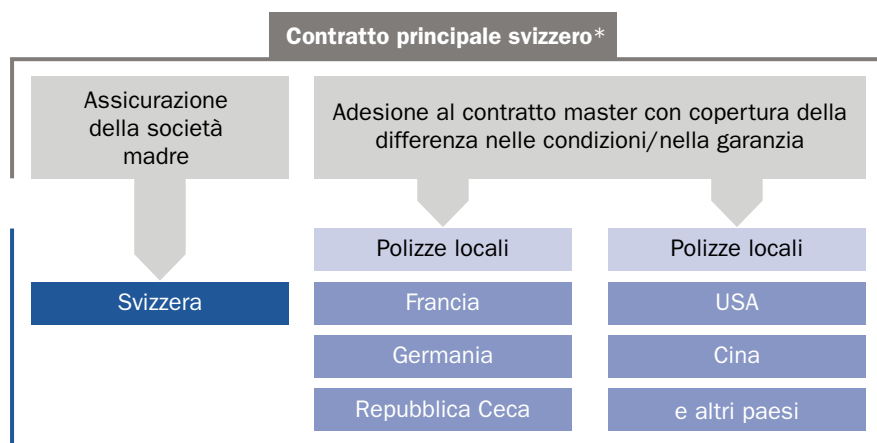 Contratto principale svizzero*
Assicurazione
della società
madre
Adesione al contratto master con copertura della
differenza nelle condizioni/nella garanzia
Polizze locali
Polizze locali
Svizzera
Francia
USA
Germania
Cina
Repubblica Ceca
e altri paesi